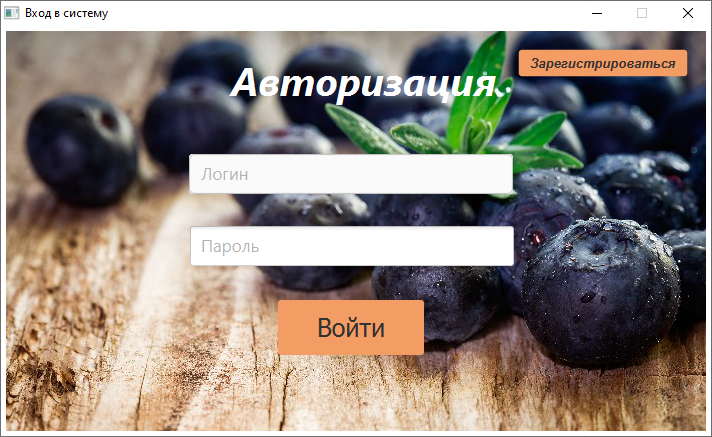 Вход в систему
Авторизация
Зарегистрироваться
Логин
Пароль
Войти